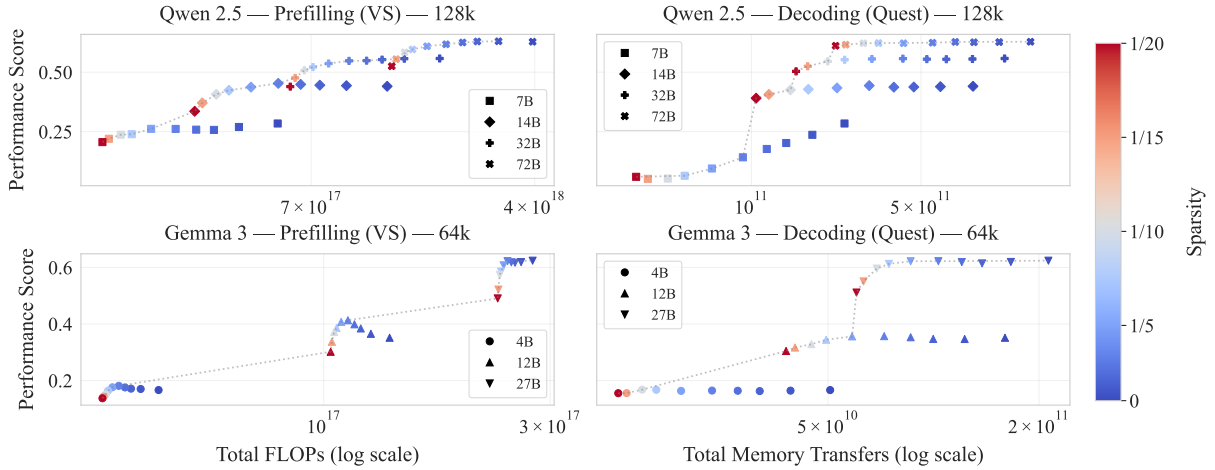 Qwen 2.5 — Prefilling (VS) — 128k
Qwen 2.5 — Decoding (Quest) — 128k
Performance Score
0.50
0.25
7B
14B
32B
72B
7 × 10^17
4 × 10^18
7B
14B
32B
72B
10^11
5 × 10^11
Gemma 3 — Prefilling (VS) — 64k
Gemma 3 — Decoding (Quest) — 64k
Performance Score
0.6
0.4
0.2
4B
12B
27B
10^17
3 × 10^17
Total FLOPs (log scale)
4B
12B
27B
5 × 10^10
2 × 10^11
Total Memory Transfers (log scale)
1/20
1/15
1/10
1/5
0
Sparsity